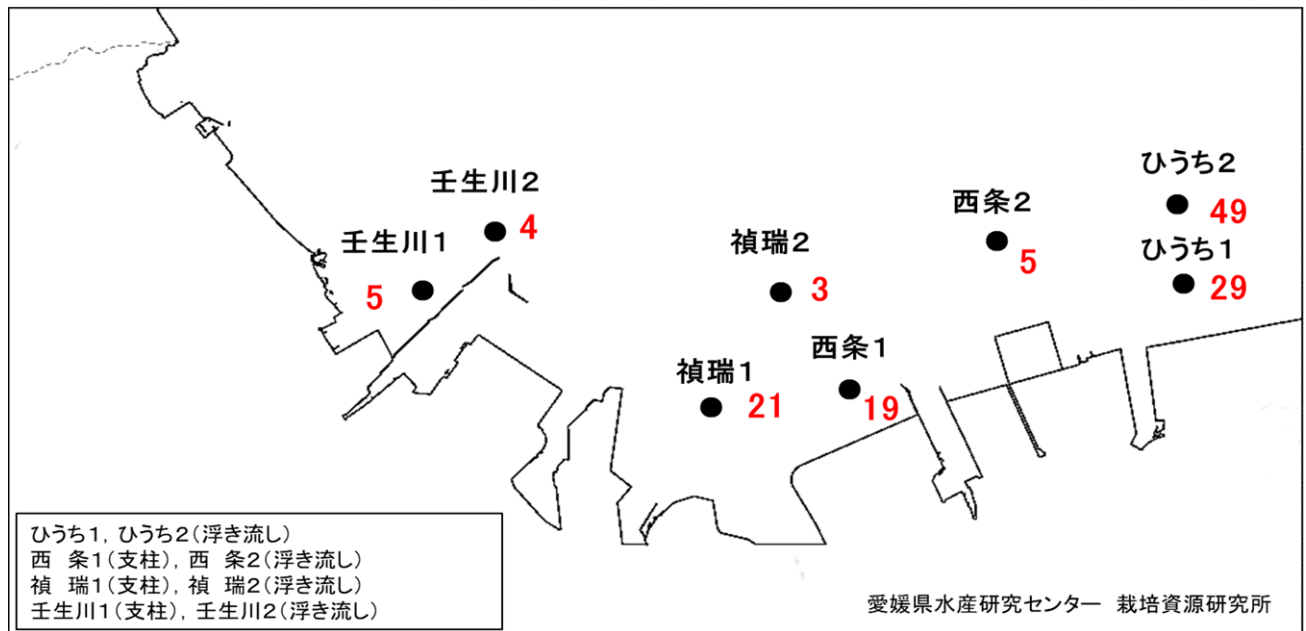 ひうち2
49
壬生川2
4
西条2
5
ひうち1
29
壬生川1
5
禎瑞2
3
西条1
19
禎瑞1
21
ひうち1, ひうち2(浮き流し)
西 条1(支柱), 西 条2(浮き流し)
禎 瑞1(支柱), 禎 瑞2(浮き流し)
壬生川1(支柱), 壬生川2(浮き流し)
愛媛県水産研究センター 栽培資源研究所